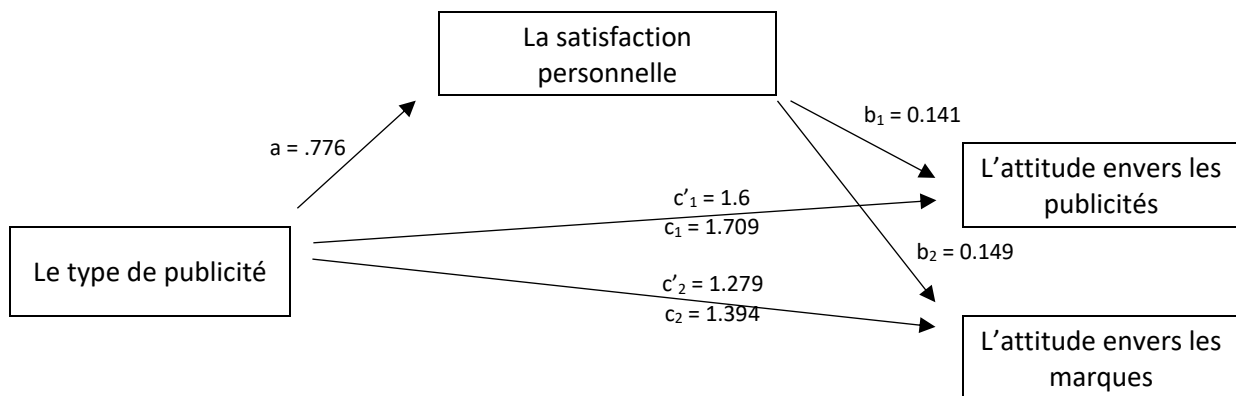 La satisfaction
personnelle
b₁ = 0.141
a = .776
L’attitude envers les
publicités
c’₁ = 1.6
c₁ = 1.709
Le type de publicité
b₂ = 0.149
c’₂ = 1.279
c₂ = 1.394
L’attitude envers les
marques